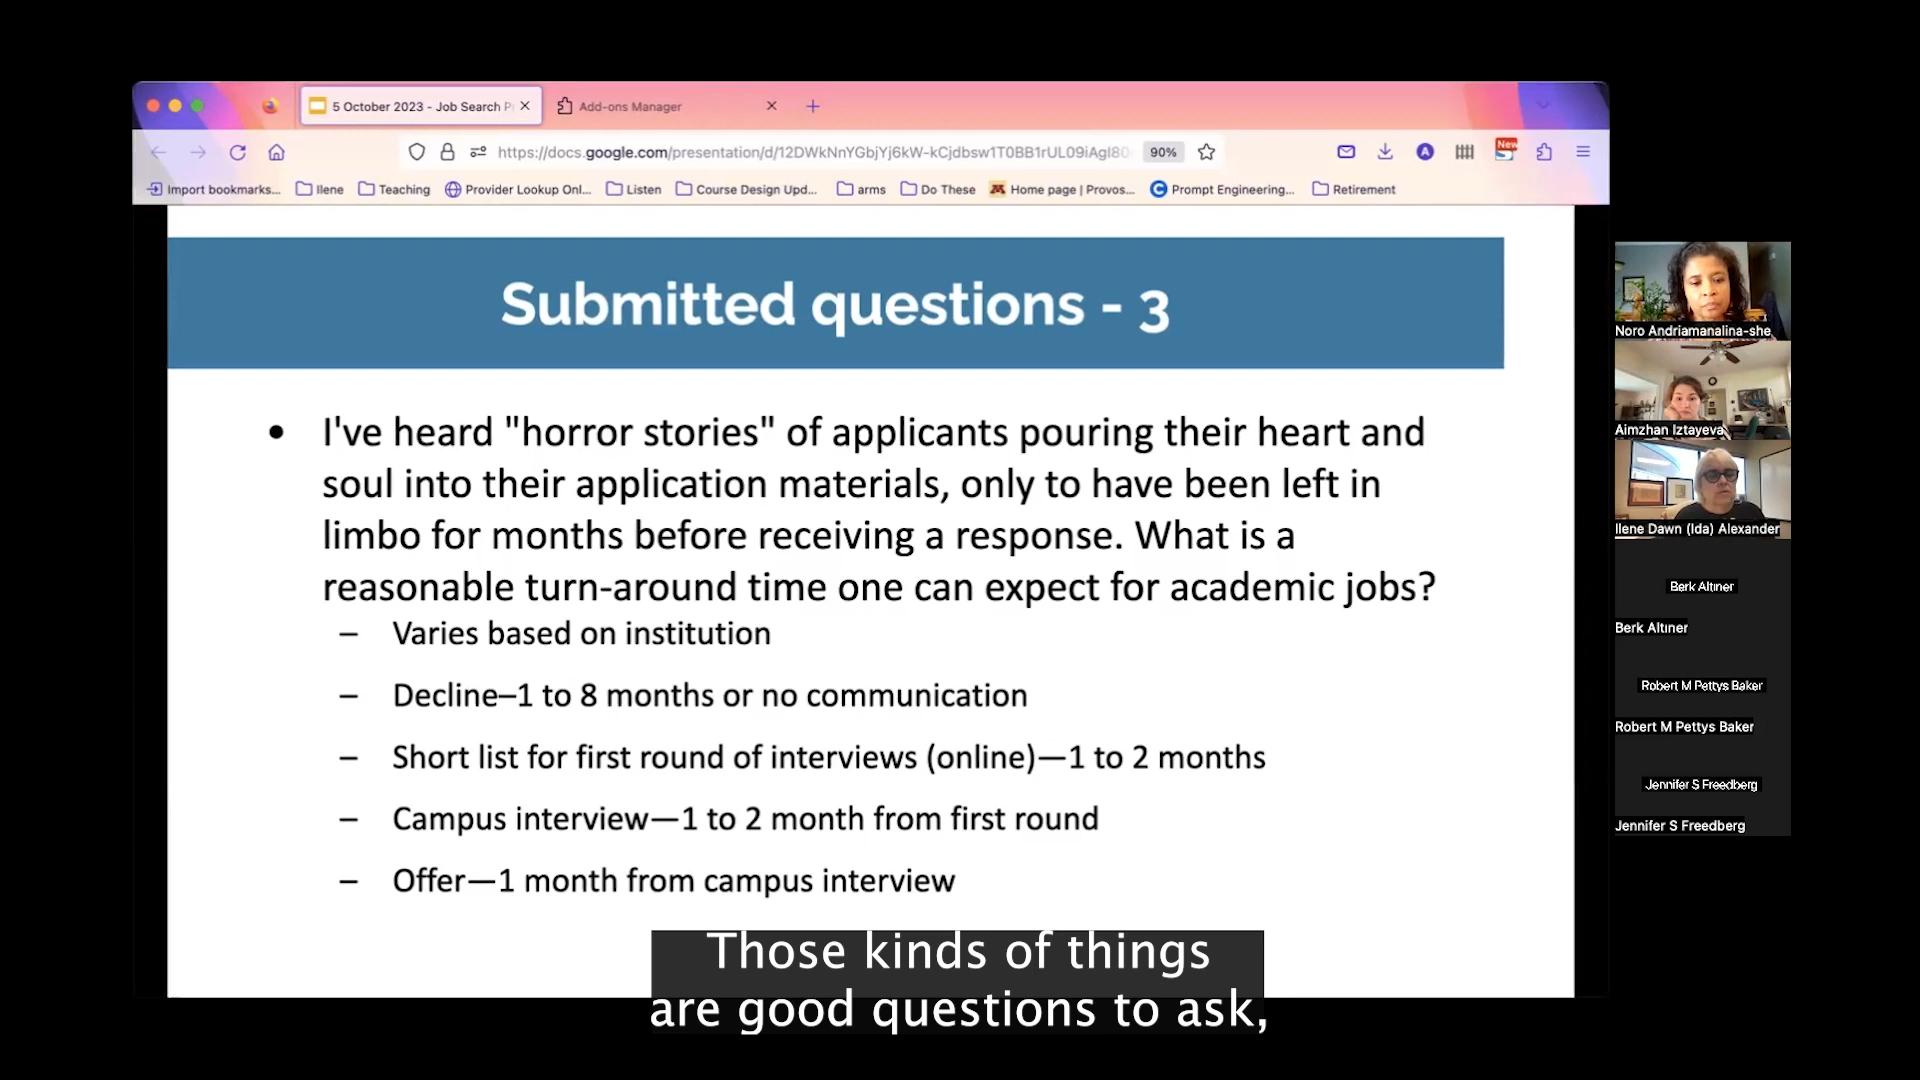 5 October 2023 - Job Search P
Add-ons Manager
https://docs.google.com/presentation/d/12DWkNnYGbjYj6kW-kCjdbsw1T0BB1rUL09iAgI80
90%
A
New
Import bookmarks...
Ilene
Teaching
Provider Lookup Onl...
Listen
Course Design Upd...
arms
Do These
Home page | Provos...
Prompt Engineering...
Retirement
Submitted questions - 3
• I've heard "horror stories" of applicants pouring their heart and
soul into their application materials, only to have been left in
limbo for months before receiving a response. What is a
reasonable turn-around time one can expect for academic jobs?
– Varies based on institution
– Decline–1 to 8 months or no communication
– Short list for first round of interviews (online)—1 to 2 months
– Campus interview—1 to 2 month from first round
– Offer—1 month from campus interview
Those kinds of things
are good questions to ask,
Noro Andriamanalina-she
Aimzhan Iztayeva
Ilene Dawn (Ida) Alexander
Berk Altıner
Berk Altıner
Robert M Pettys Baker
Robert M Pettys Baker
Jennifer S Freedberg
Jennifer S Freedberg